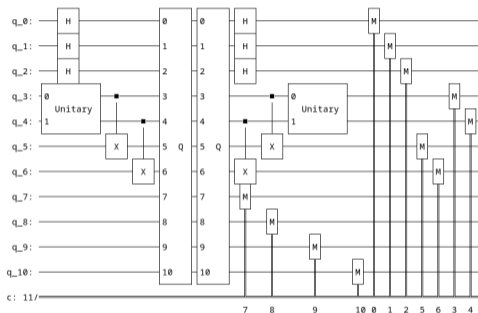 q_0: H 0 0 H M
q_1: H 1 1 H M
q_2: H 2 2 H M
q_3: 0 3 3 0 M
Unitary Unitary
q_4: 1 4 4 1 M
q_5: X 5 Q 5 Q X M
q_6: X 6 6 X M
q_7: 7 7 M
q_8: 8 8 M
q_9: 9 9 M
q_10: 10 10 M
c: 11/
7 8 9 10 0 1 2 5 6 3 4